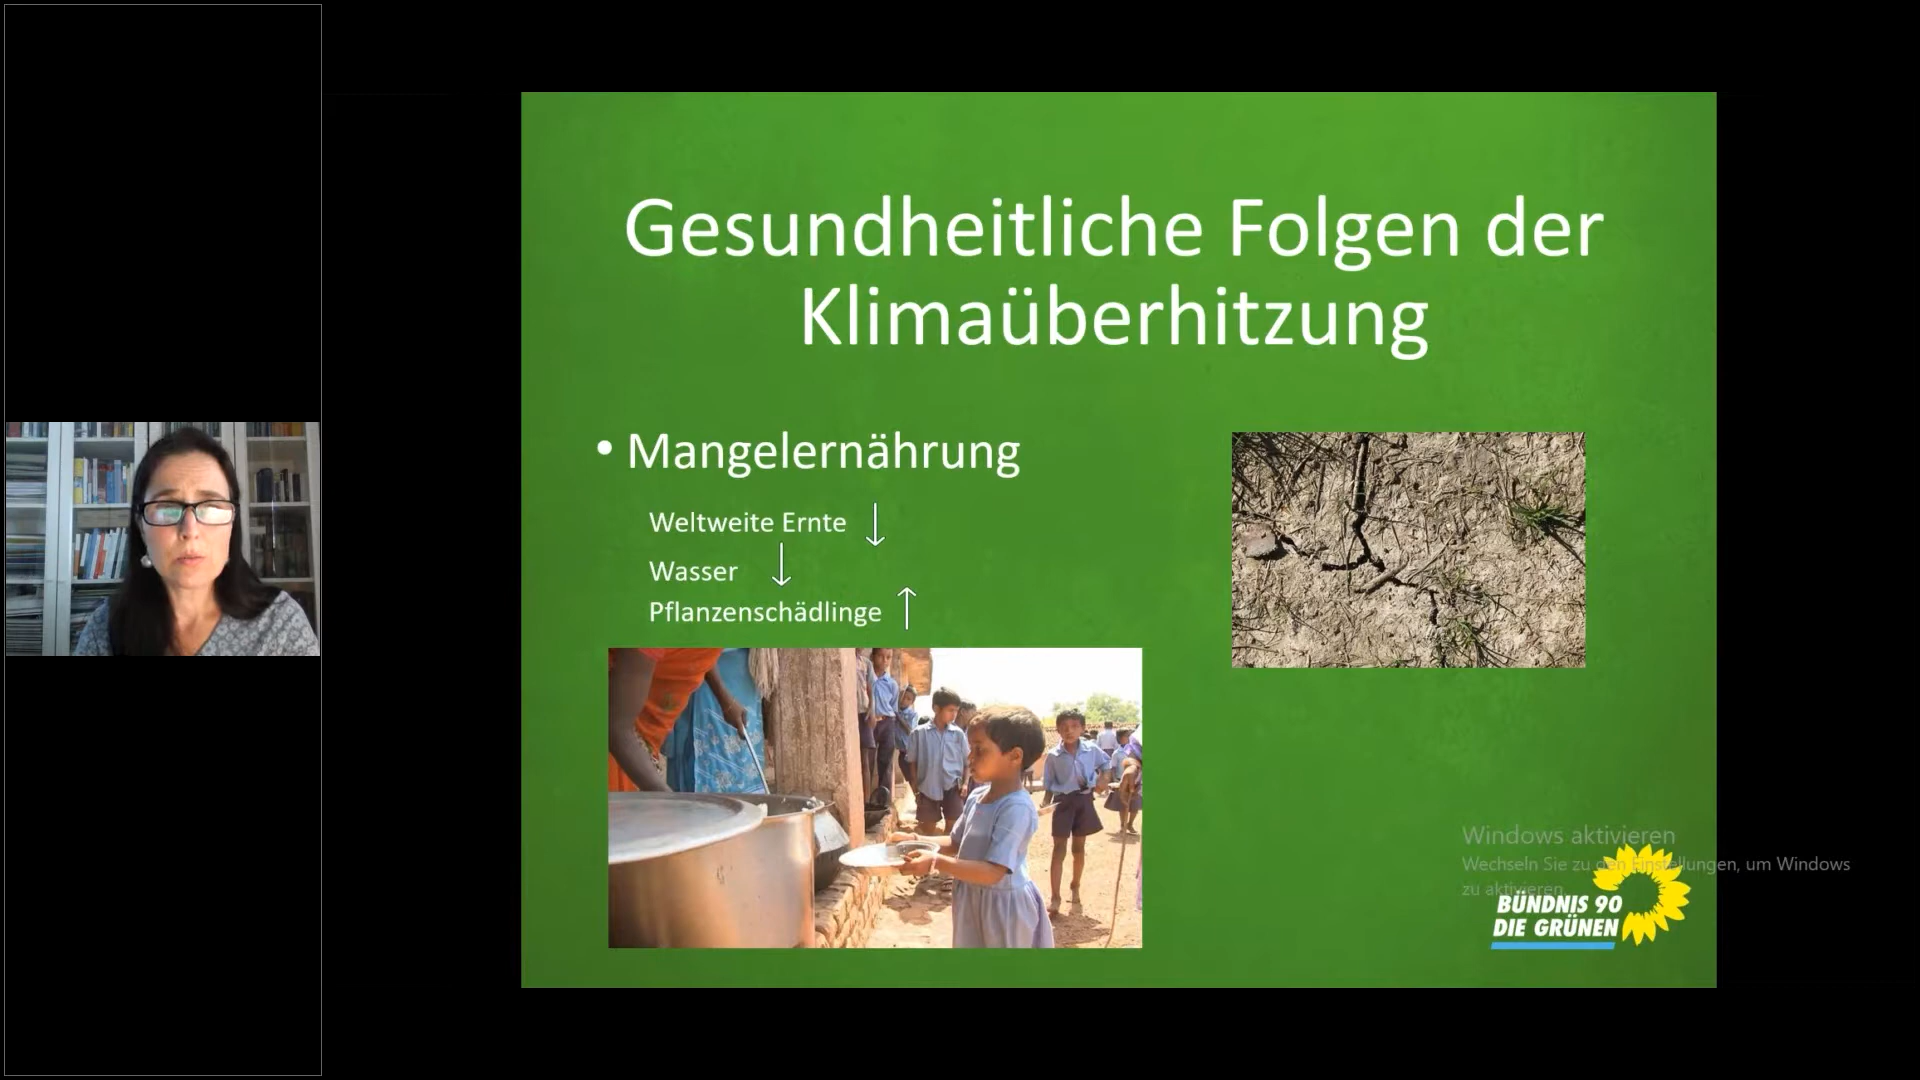 Gesundheitliche Folgen der
Klimaüberhitzung
• Mangelernährung
Weltweite Ernte ↓
Wasser ↓
Pflanzenschädlinge ↑
Windows aktivieren
Wechseln Sie zu den Einstellungen, um Windows
zu aktivieren.
BÜNDNIS 90
DIE GRÜNEN